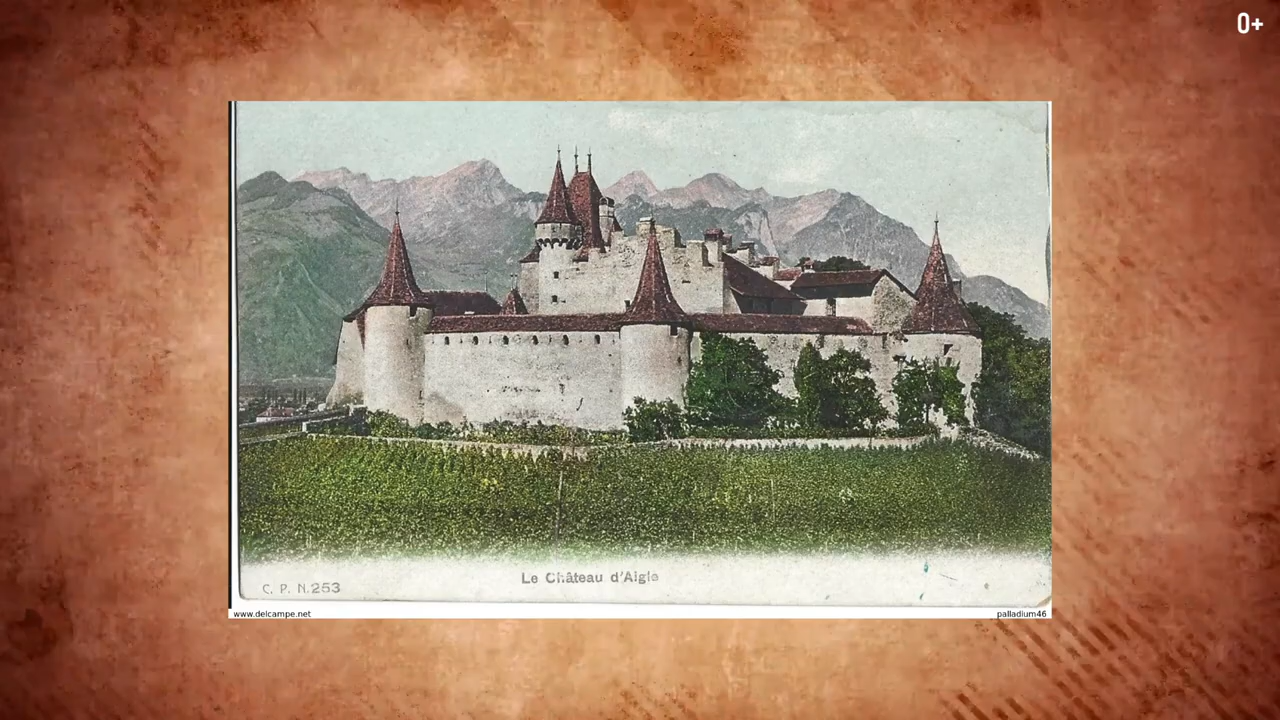 0+
Le Château d'Aigle
C. P. N. 253
www.delcampe.net
palladium46